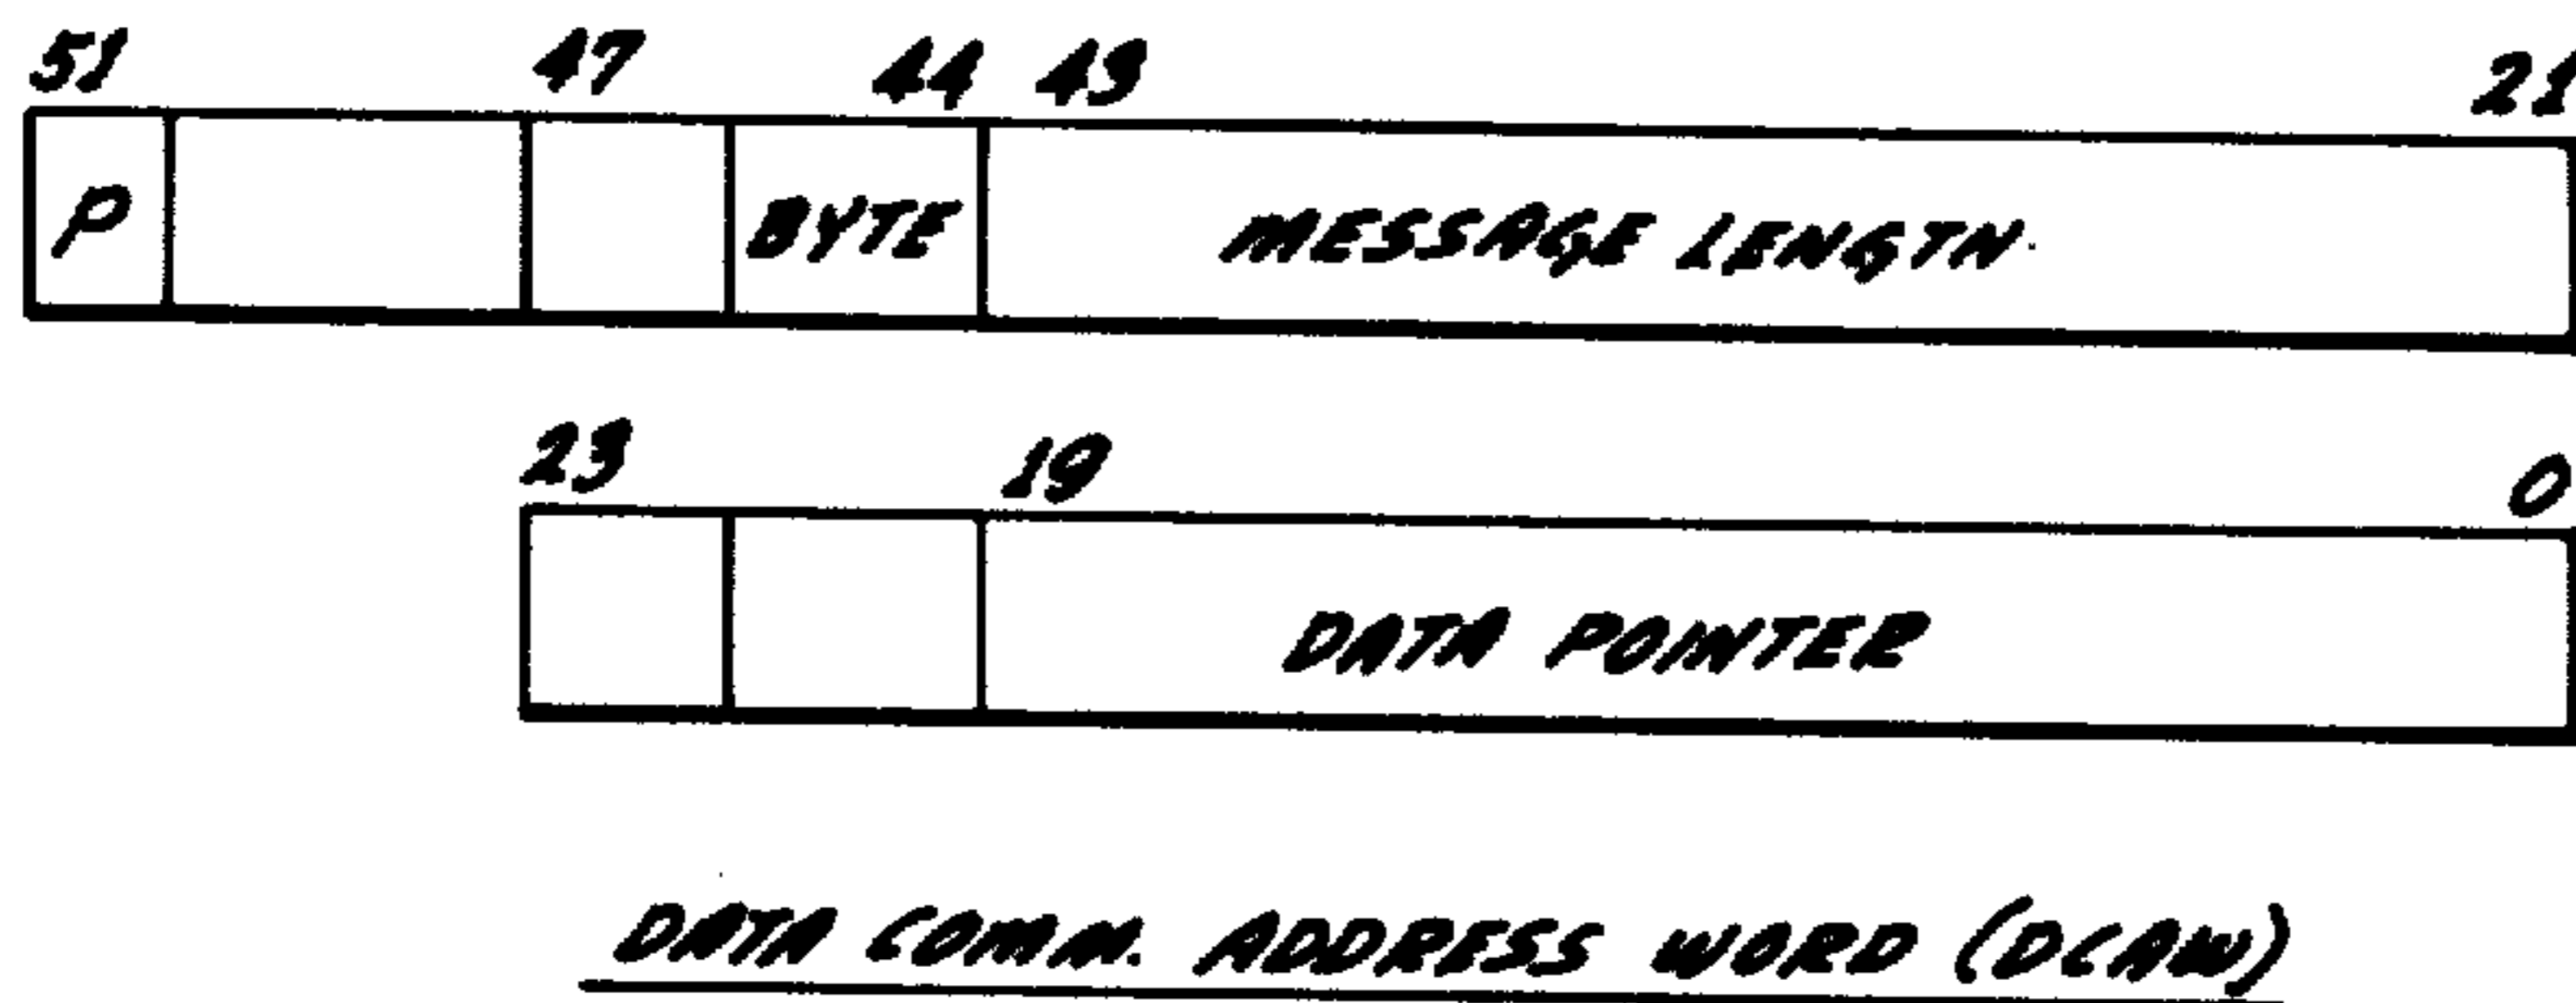 51 47 44 43 21
P BYTE MESSAGE LENGTH
23 19 0
DATA POINTER
DATA COMM. ADDRESS WORD (DCAW)